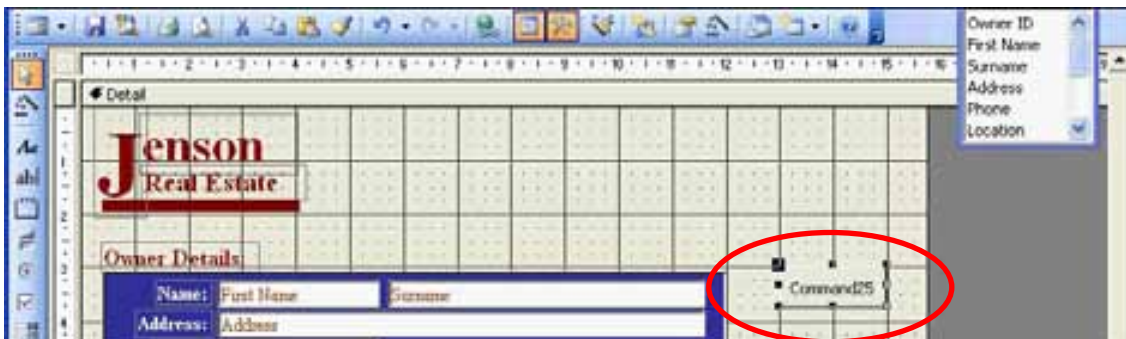 Owner ID
First Name
Surname
Address
Phone
Location
Detail
Jenson
Real Estate
Owner Details
Name: First Name Surname
Command25
Address: Address